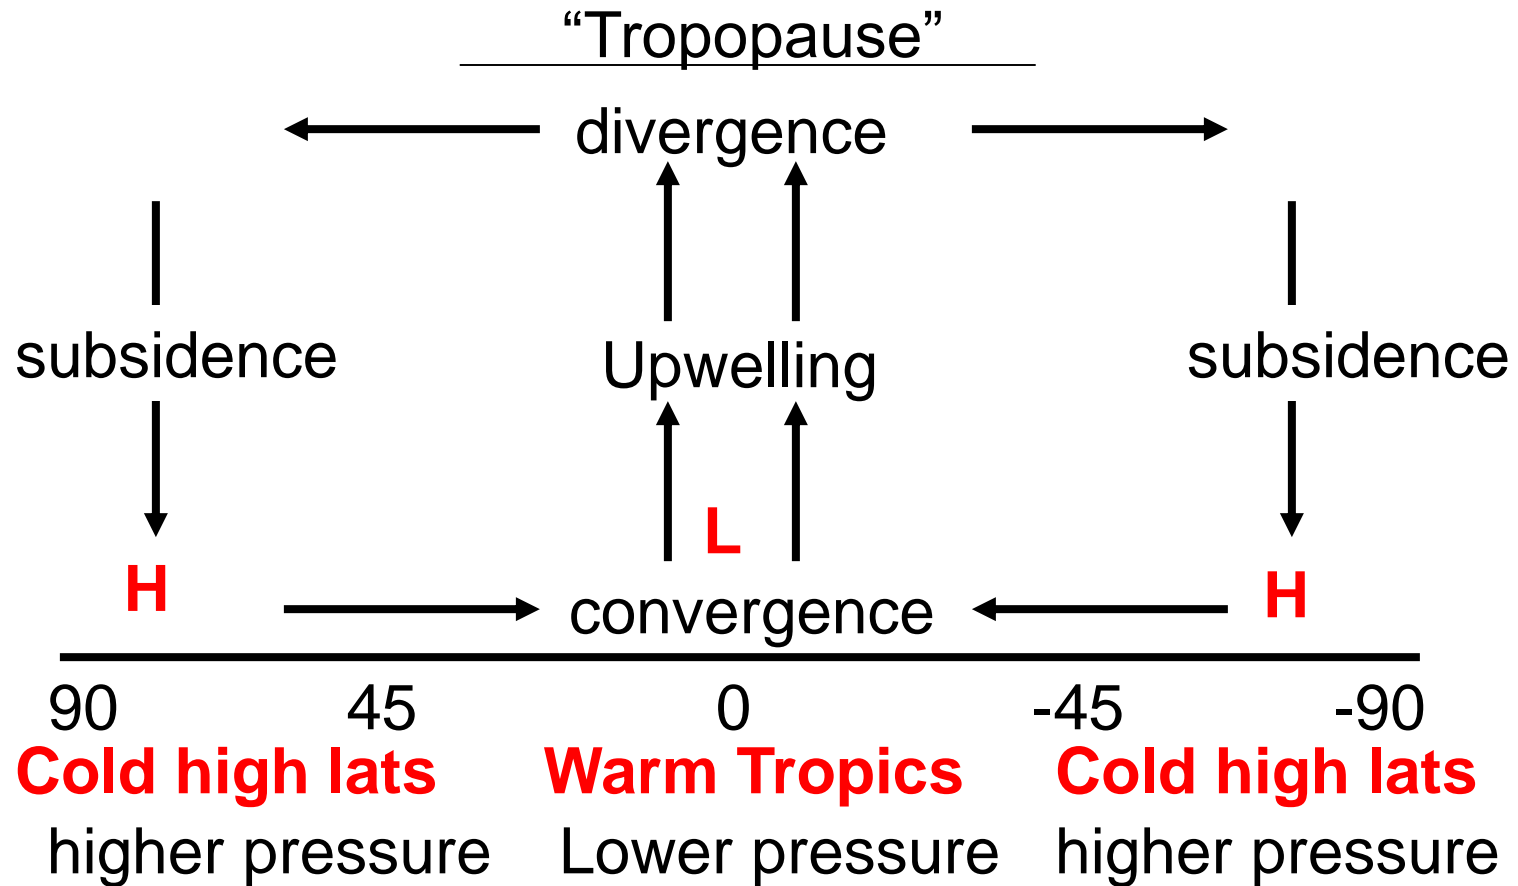 “Tropopause”
divergence
subsidence Upwelling subsidence
L
H H
convergence
90 45 0 -45 -90
Cold high lats Warm Tropics Cold high lats
higher pressure Lower pressure higher pressure